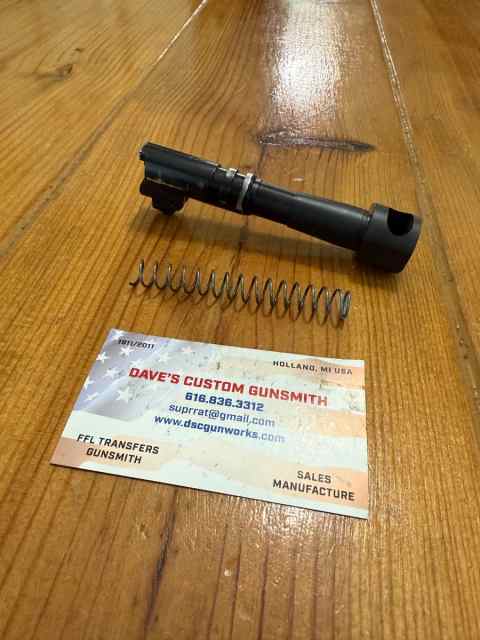 1911/2011
HOLLAND, MI USA
DAVE'S CUSTOM GUNSMITH
616.836.3312
suprrat@gmail.com
www.dscgunworks.com
FFL TRANSFERS
GUNSMITH
SALES
MANUFACTURE